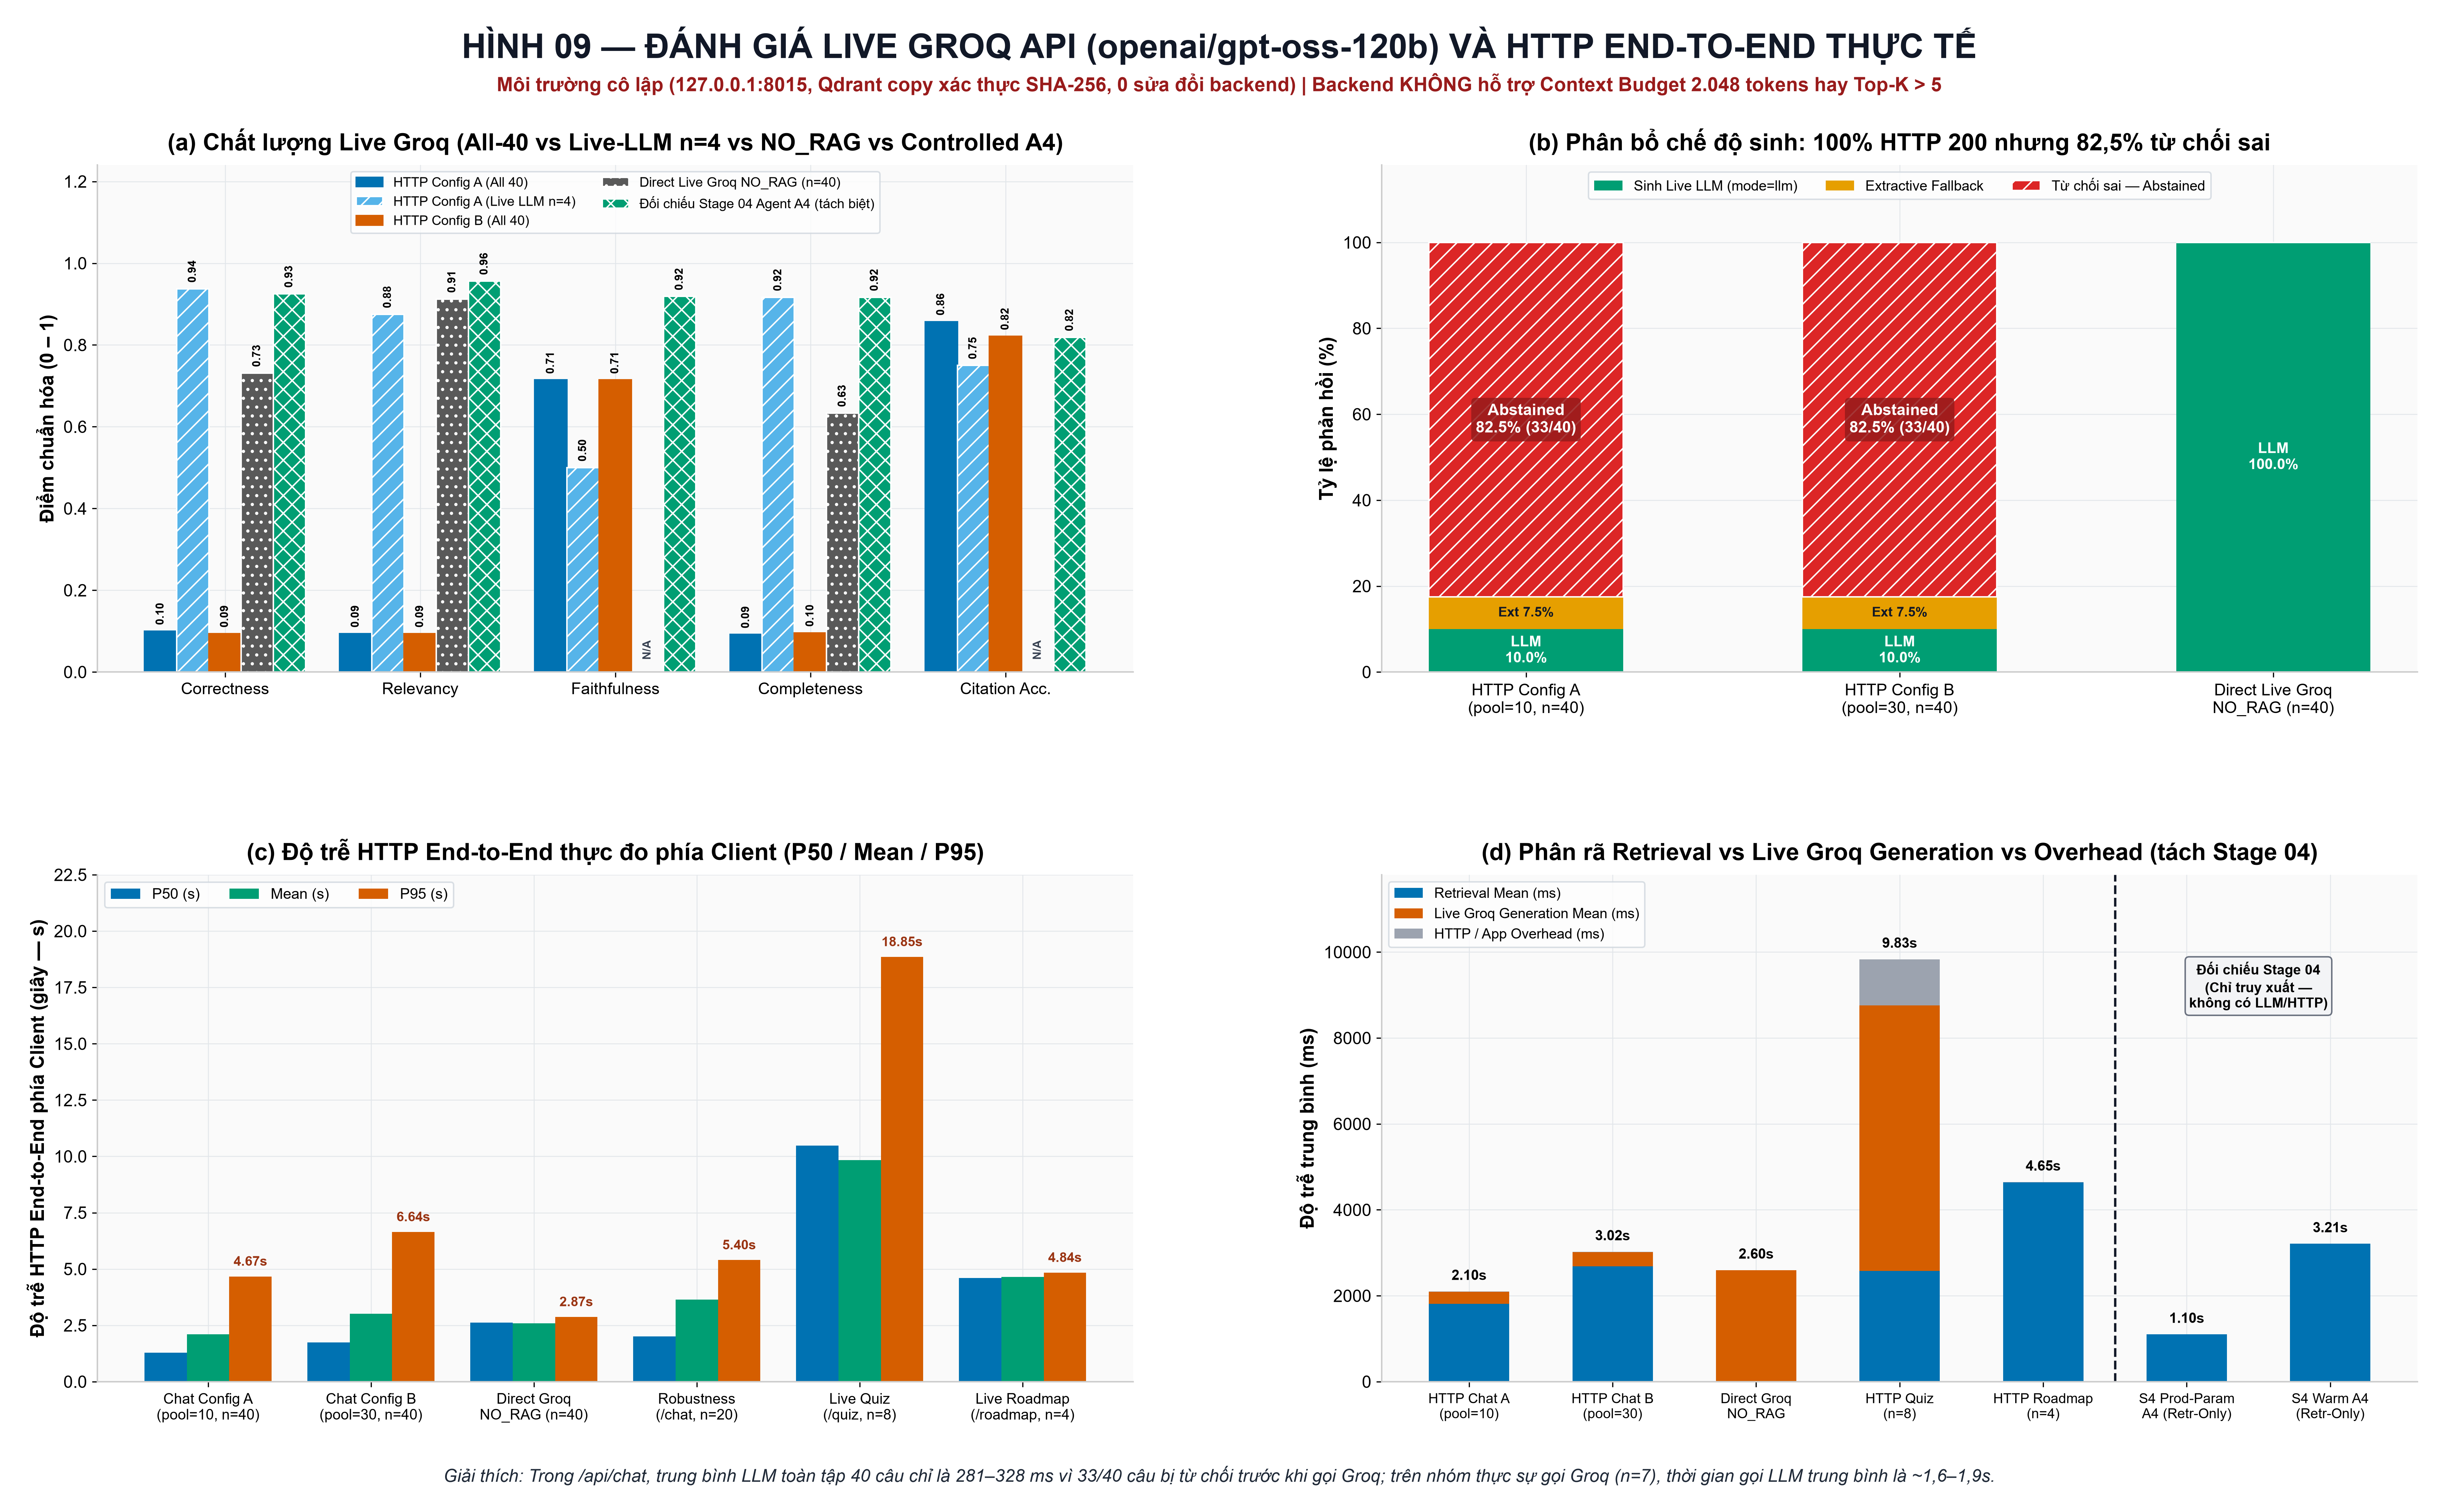 HÌNH 09 — ĐÁNH GIÁ LIVE GROQ API (openai/gpt-oss-120b) VÀ HTTP END-TO-END THỰC TẾ
Môi trường cô lập (127.0.0.1:8015, Qdrant copy xác thực SHA-256, 0 sửa đổi backend) | Backend KHÔNG hỗ trợ Context Budget 2.048 tokens hay Top-K > 5
(a) Chất lượng Live Groq (All-40 vs Live-LLM n=4 vs NO_RAG vs Controlled A4)
HTTP Config A (All 40)
HTTP Config A (Live LLM n=4)
HTTP Config B (All 40)
Direct Live Groq NO_RAG (n=40)
Đối chiếu Stage 04 Agent A4 (tách biệt)
Điểm chuẩn hóa (0 – 1)
1.2
1.0
0.8
0.6
0.4
0.2
0.0
0.10
0.94
0.09
0.73
0.93
0.09
0.88
0.09
0.91
0.96
0.71
0.50
0.71
N/A
0.92
0.09
0.92
0.10
0.63
0.92
0.86
0.75
0.82
N/A
0.82
Correctness
Relevancy
Faithfulness
Completeness
Citation Acc.
(b) Phân bổ chế độ sinh: 100% HTTP 200 nhưng 82,5% từ chối sai
Sinh Live LLM (mode=llm)
Extractive Fallback
Từ chối sai — Abstained
Tỷ lệ phản hồi (%)
100
80
60
40
20
0
Abstained
82.5% (33/40)
Ext 7.5%
LLM
10.0%
Abstained
82.5% (33/40)
Ext 7.5%
LLM
10.0%
LLM
100.0%
HTTP Config A
(pool=10, n=40)
HTTP Config B
(pool=30, n=40)
Direct Live Groq
NO_RAG (n=40)
(c) Độ trễ HTTP End-to-End thực đo phía Client (P50 / Mean / P95)
P50 (s)
Mean (s)
P95 (s)
Độ trễ HTTP End-to-End phía Client (giây — s)
22.5
20.0
17.5
15.0
12.5
10.0
7.5
5.0
2.5
0.0
4.67s
6.64s
2.87s
5.40s
18.85s
4.84s
Chat Config A
(pool=10, n=40)
Chat Config B
(pool=30, n=40)
Direct Groq
NO_RAG (n=40)
Robustness
(/chat, n=20)
Live Quiz
(/quiz, n=8)
Live Roadmap
(/roadmap, n=4)
(d) Phân rã Retrieval vs Live Groq Generation vs Overhead (tách Stage 04)
Retrieval Mean (ms)
Live Groq Generation Mean (ms)
HTTP / App Overhead (ms)
Độ trễ trung bình (ms)
10000
8000
6000
4000
2000
0
2.10s
3.02s
2.60s
9.83s
4.65s
1.10s
3.21s
Đối chiếu Stage 04
(Chỉ truy xuất —
không có LLM/HTTP)
HTTP Chat A
(pool=10)
HTTP Chat B
(pool=30)
Direct Groq
NO_RAG
HTTP Quiz
(n=8)
HTTP Roadmap
(n=4)
S4 Prod-Param
A4 (Retr-Only)
S4 Warm A4
(Retr-Only)
Giải thích: Trong /api/chat, trung bình LLM toàn tập 40 câu chỉ là 281–328 ms vì 33/40 câu bị từ chối trước khi gọi Groq; trên nhóm thực sự gọi Groq (n=7), thời gian gọi LLM trung bình là ~1,6–1,9s.